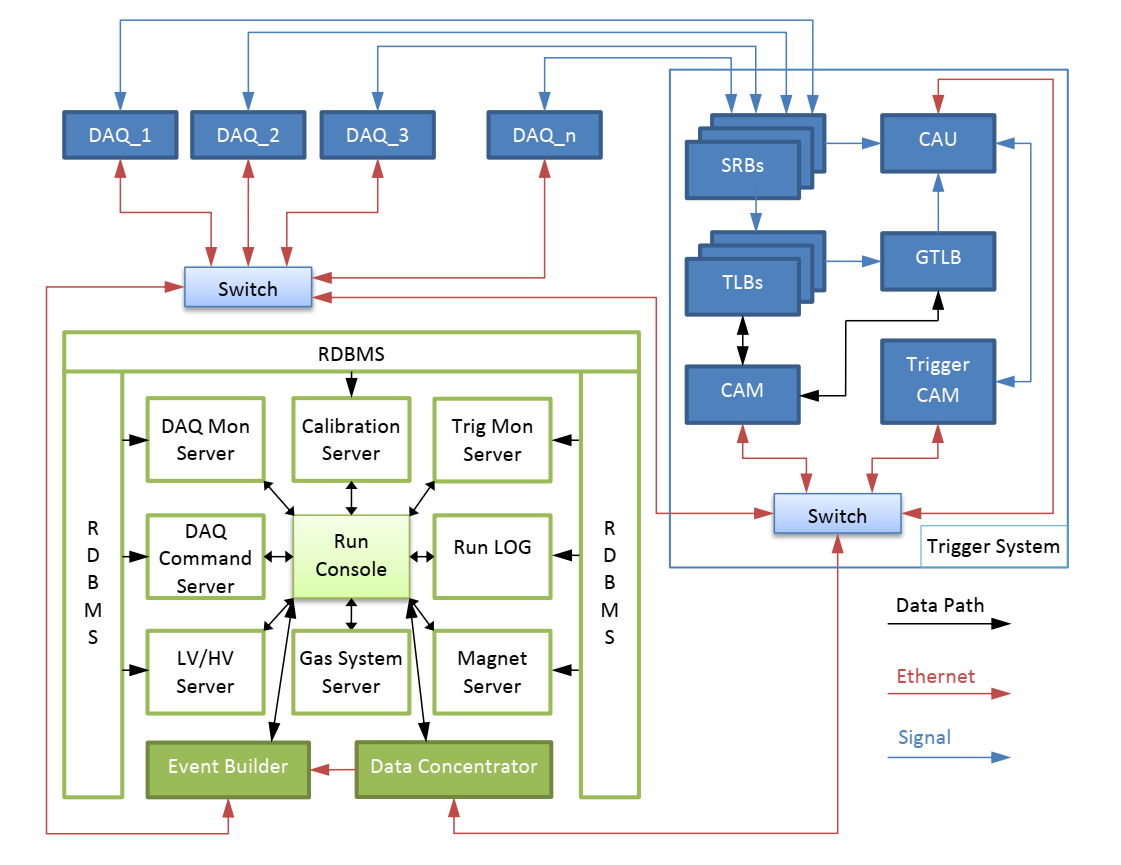 DAQ_1
DAQ_2
DAQ_3
DAQ_n
SRBs
CAU
TLBs
GTLB
Switch
CAM
Trigger
CAM
Switch
Trigger System
RDBMS
R
D
B
M
S
DAQ Mon
Server
Calibration
Server
Trig Mon
Server
DAQ
Command
Server
Run
Console
Run LOG
LV/HV
Server
Gas System
Server
Magnet
Server
R
D
B
M
S
Event Builder
Data Concentrator
Data Path
Ethernet
Signal